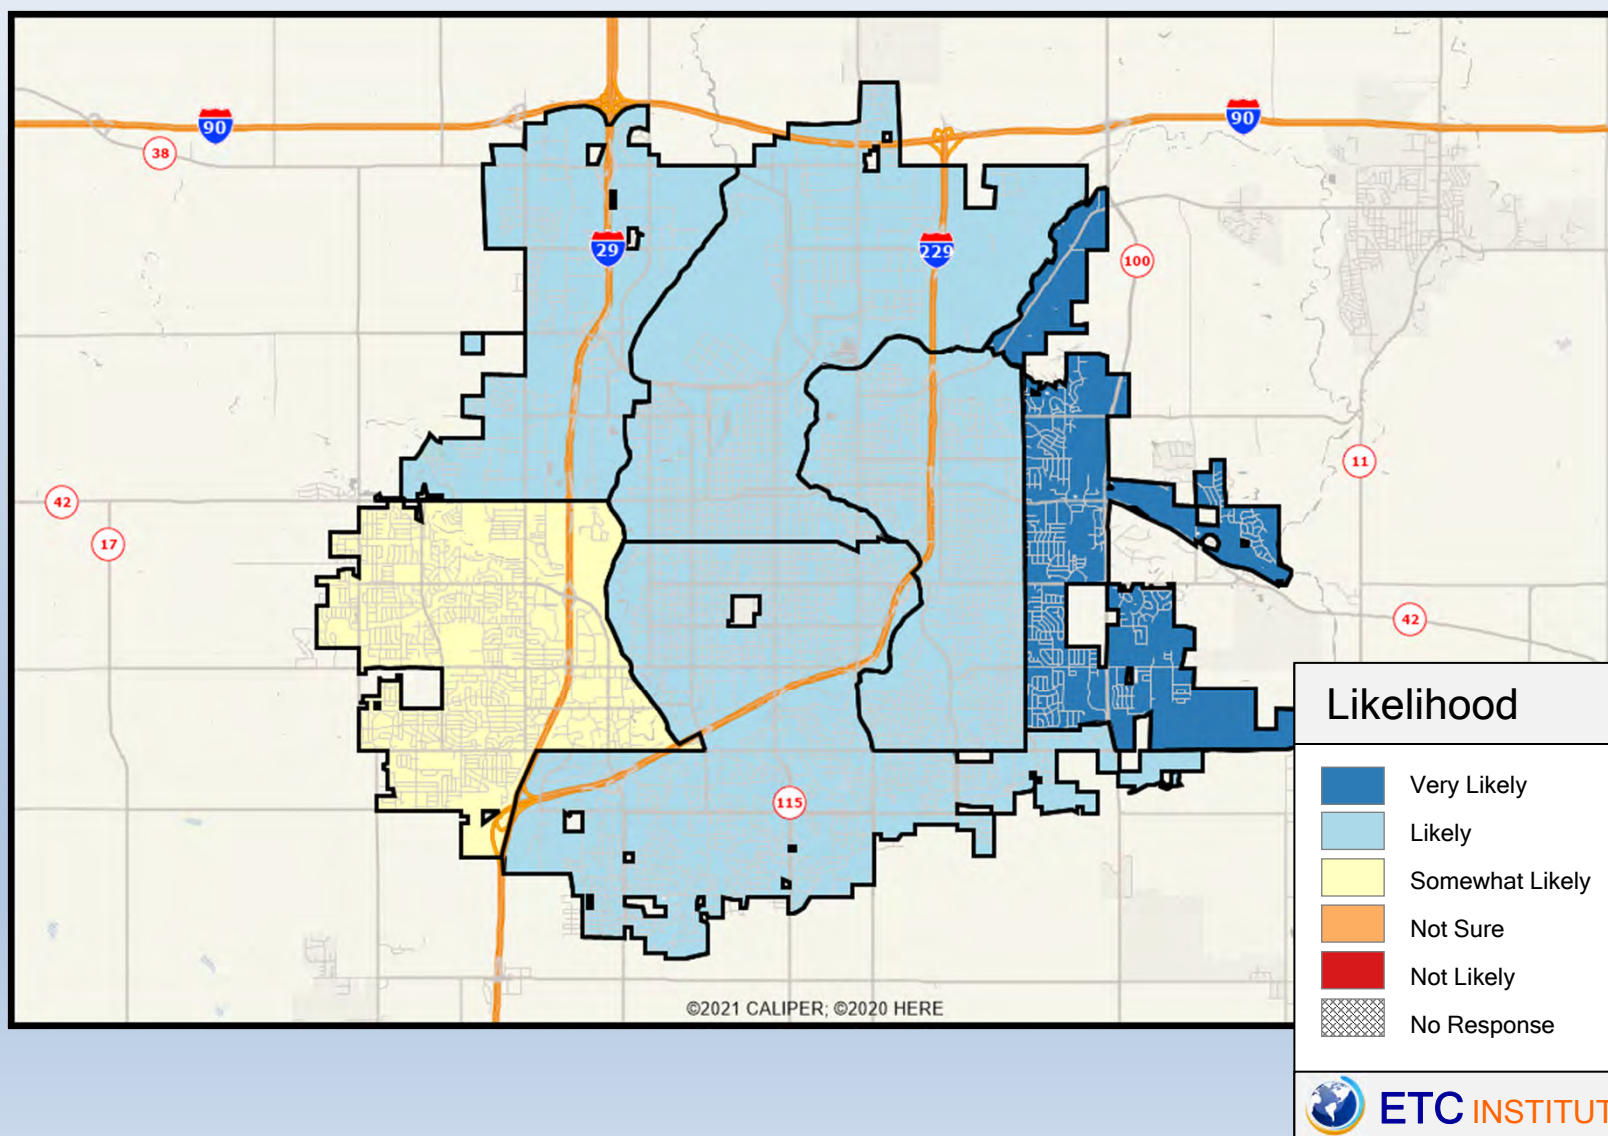 90
90
38
29
229
100
42
11
17
42
115
©2021 CALIPER; ©2020 HERE
Likelihood
Very Likely
Likely
Somewhat Likely
Not Sure
Not Likely
No Response
ETC INSTITUT